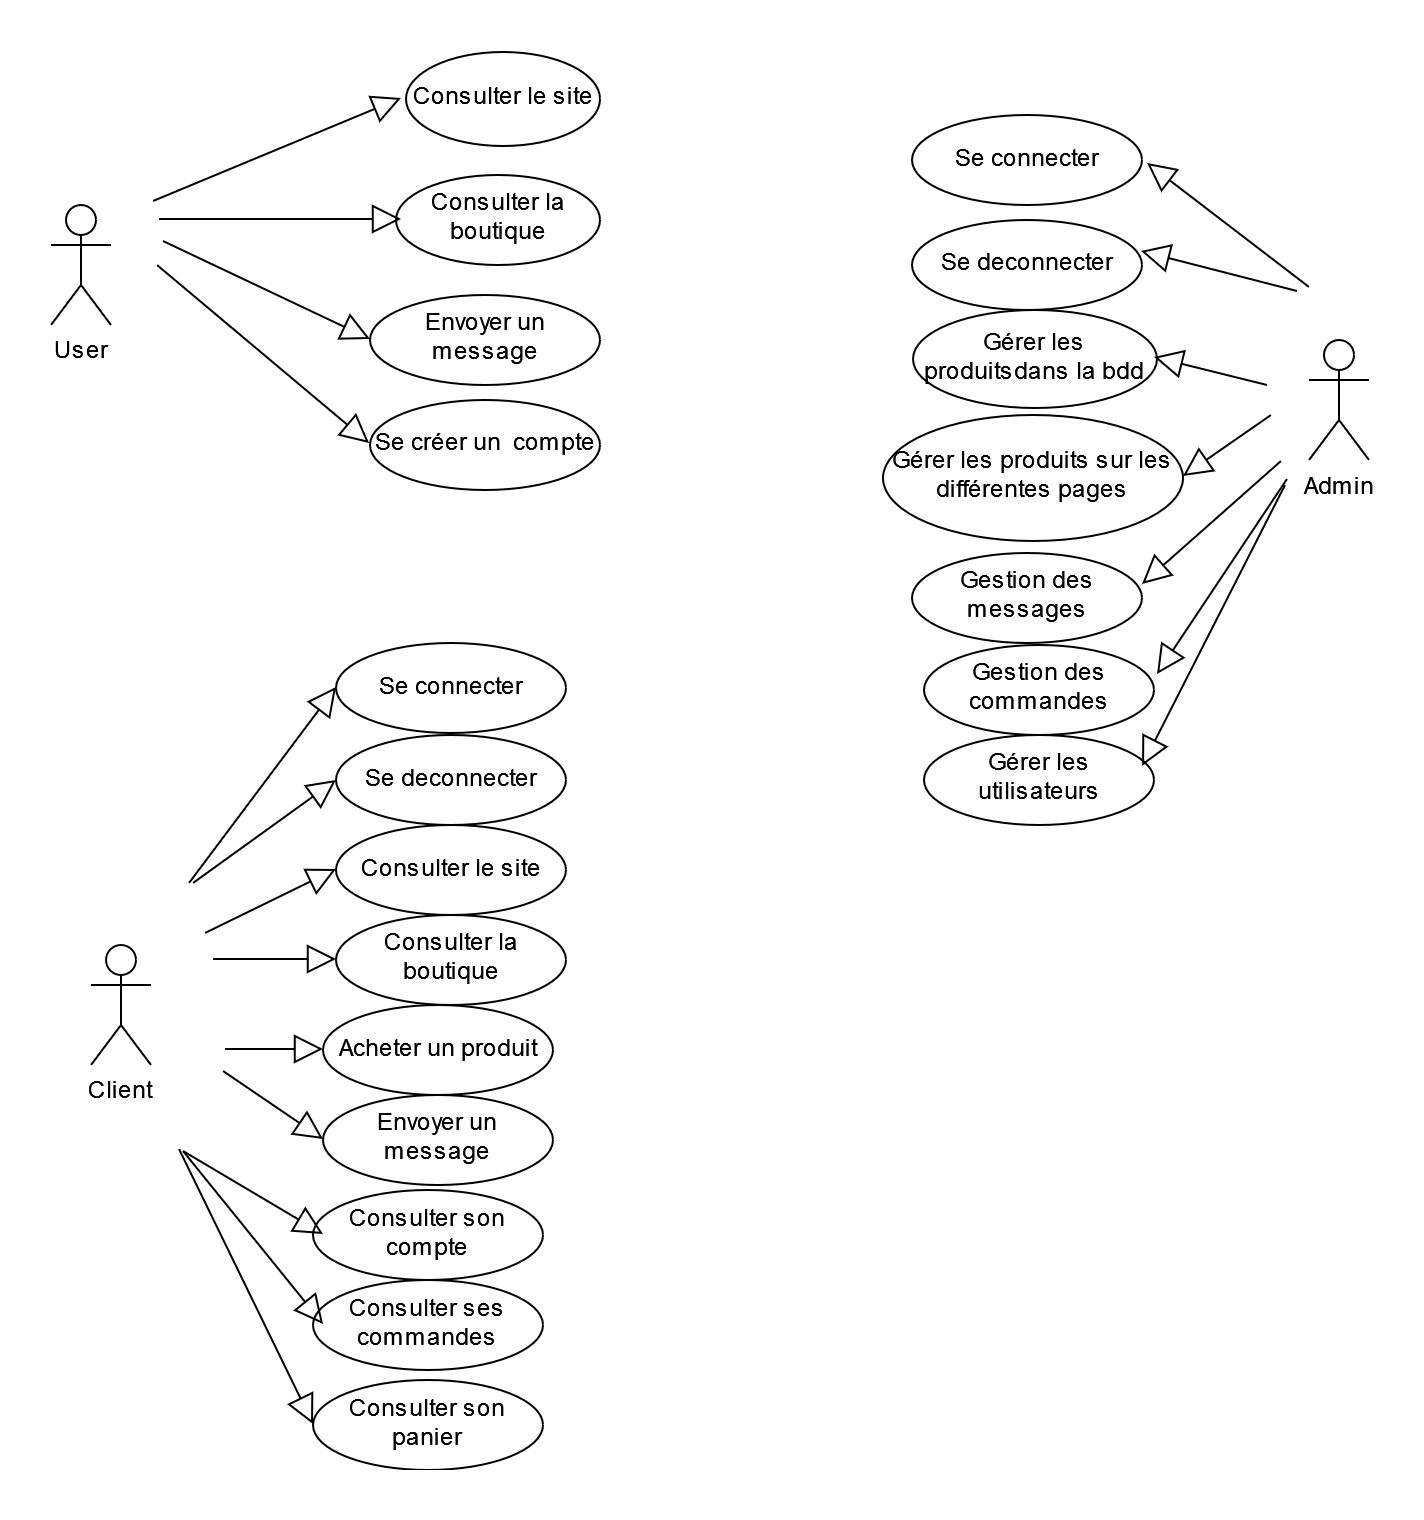 Consulter le site
Consulter la
boutique
Envoyer un
message
Se créer un  compte
User
Se connecter
Se deconnecter
Gérer les
produitsdans la bdd
Gérer les produits sur les
différentes pages
Gestion des
messages
Gestion des
commandes
Gérer les
utilisateurs
Admin
Se connecter
Se deconnecter
Consulter le site
Consulter la
boutique
Acheter un produit
Envoyer un
message
Consulter son
compte
Consulter ses
commandes
Consulter son
panier
Client